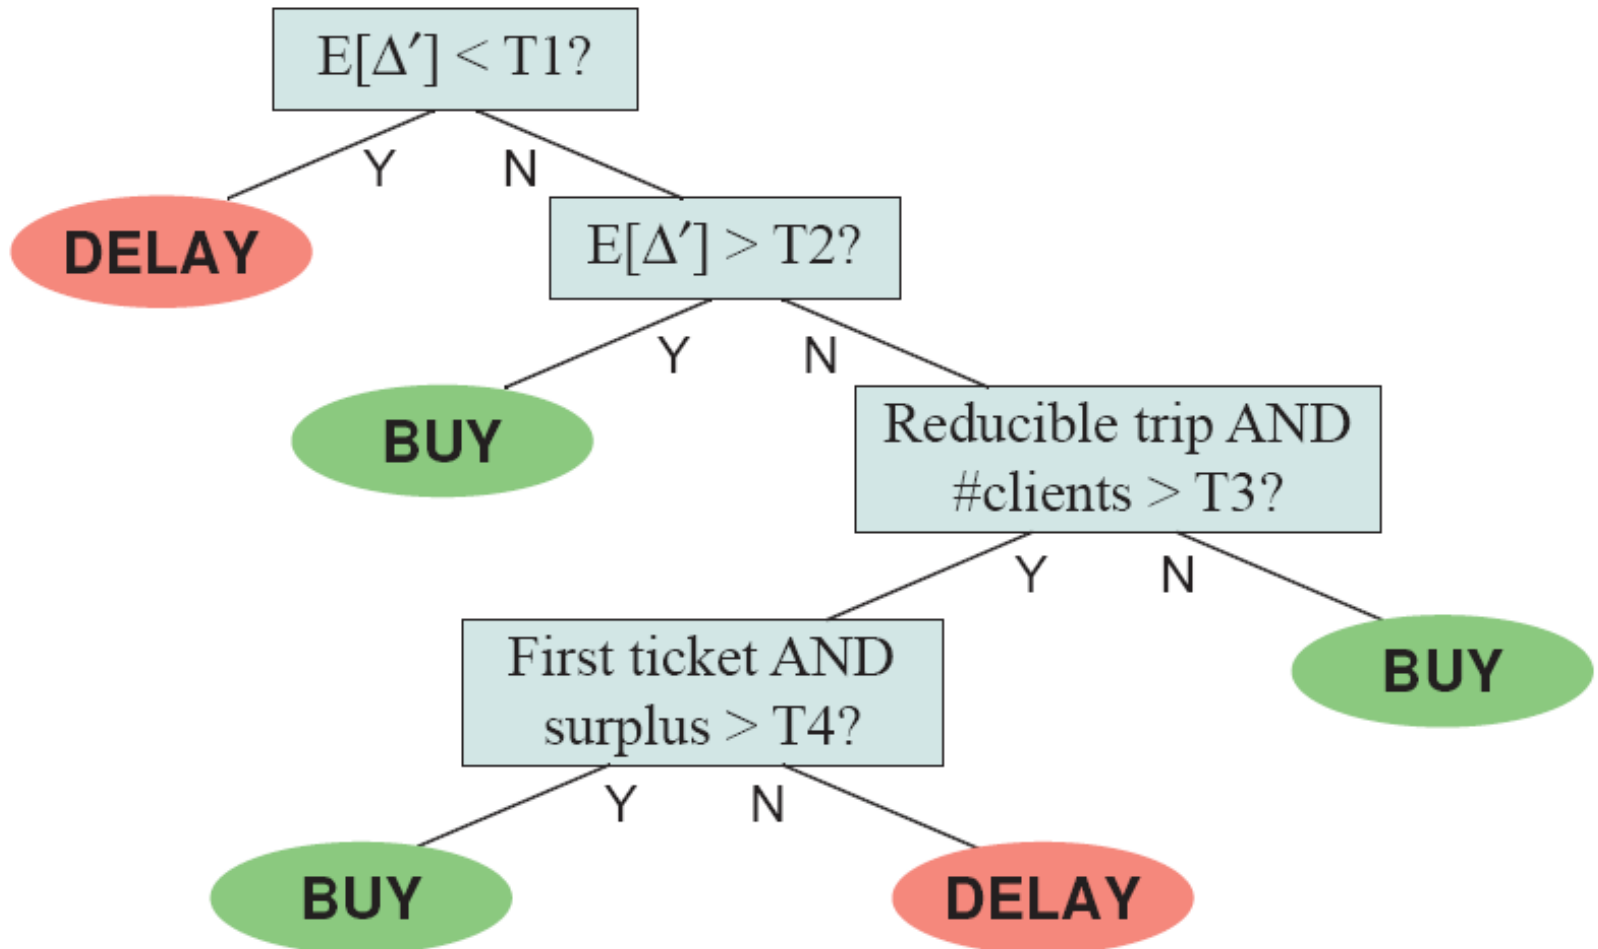 E[Δ′] < T1?
Y
N
DELAY
E[Δ′] > T2?
Y
N
BUY
Reducible trip AND
#clients > T3?
Y
N
First ticket AND
surplus > T4?
BUY
Y
N
BUY
DELAY